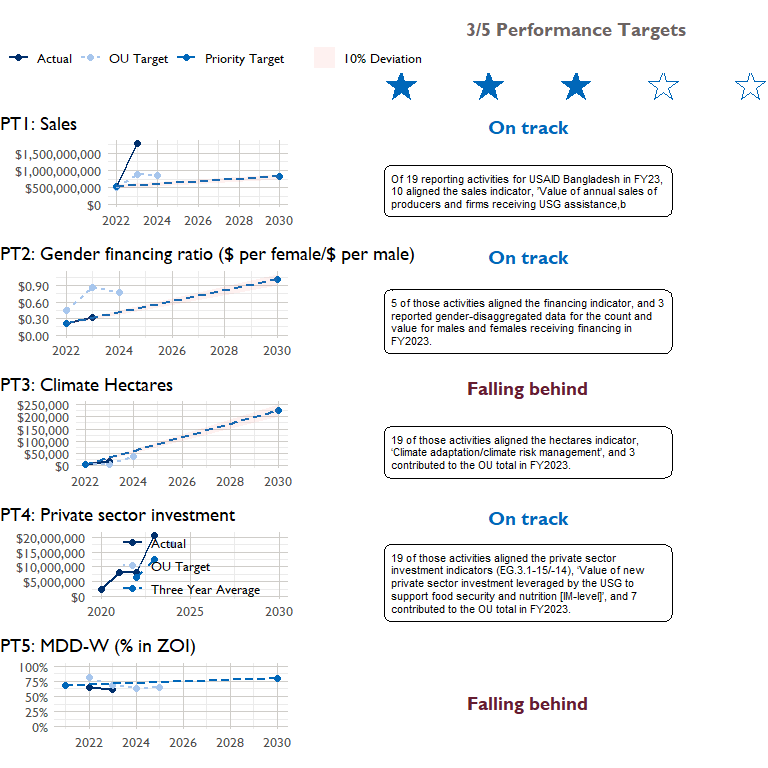 3/5 Performance Targets
Actual OU Target Priority Target 10% Deviation
PT1: Sales
On track
$1,500,000,000
$1,000,000,000
$500,000,000
$0
2022 2024 2026 2028 2030
Of 19 reporting activities for USAID Bangladesh in FY23,
10 aligned the sales indicator, 'Value of annual sales of
producers and firms receiving USG assistance,b
PT2: Gender financing ratio ($ per female/$ per male)
On track
$0.90
$0.60
$0.30
$0.00
2022 2024 2026 2028 2030
5 of those activities aligned the financing indicator, and 3
reported gender-disaggregated data for the count and
value for males and females receiving financing in
FY2023.
PT3: Climate Hectares
Falling behind
$250,000
$200,000
$150,000
$100,000
$50,000
$0
2022 2024 2026 2028 2030
19 of those activities aligned the hectares indicator,
'Climate adaptation/climate risk management', and 3
contributed to the OU total in FY2023.
PT4: Private sector investment
On track
$20,000,000
$15,000,000
$10,000,000
$5,000,000
$0
Actual
OU Target
Three Year Average
2020 2025 2030
19 of those activities aligned the private sector
investment indicators (EG.3.1-15/-14), 'Value of new
private sector investment leveraged by the USG to
support food security and nutrition [IM-level]', and 7
contributed to the OU total in FY2023.
PT5: MDD-W (% in ZOI)
Falling behind
100%
75%
50%
25%
0%
2022 2024 2026 2028 2030